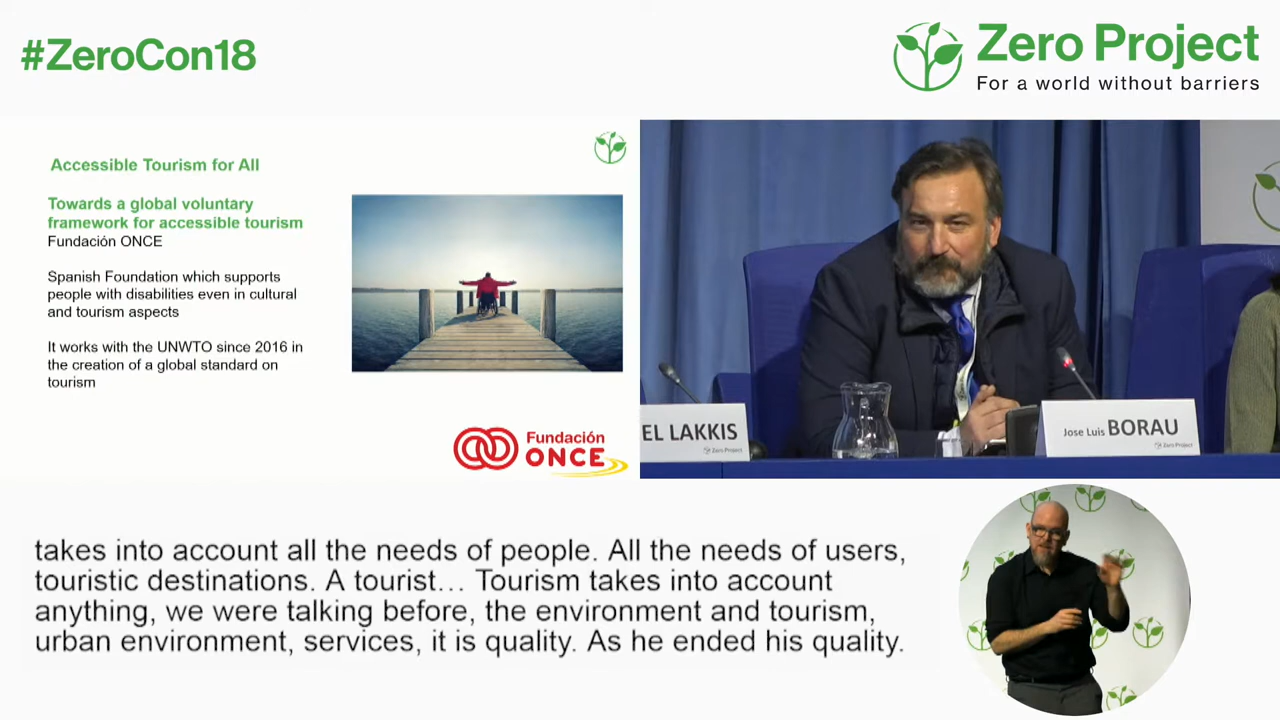 #ZeroCon18
Zero Project
For a world without barriers
Accessible Tourism for All
Towards a global voluntary
framework for accessible tourism
Fundación ONCE
Spanish Foundation which supports
people with disabilities even in cultural
and tourism aspects
It works with the UNWTO since 2016 in
the creation of a global standard on
tourism
Fundación
ONCE
EL LAKKIS
Zero Project
Jose Luis BORAU
Zero Project
takes into account all the needs of people. All the needs of users,
touristic destinations. A tourist… Tourism takes into account
anything, we were talking before, the environment and tourism,
urban environment, services, it is quality. As he ended his quality.